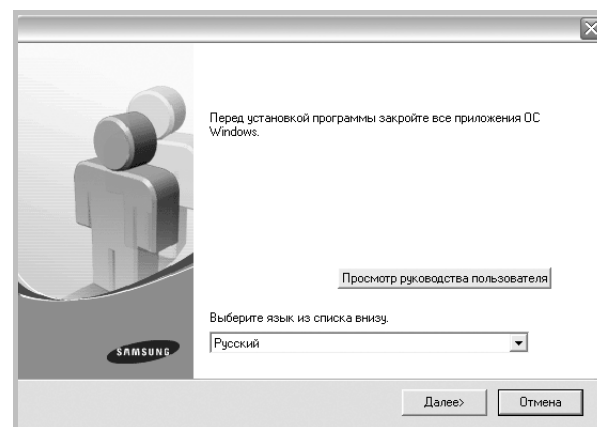 Перед установкой программы закройте все приложения ОС
Windows.
Просмотр руководства пользователя
Выберите язык из списка внизу.
Русский
SAMSUNG
Далее>
Отмена